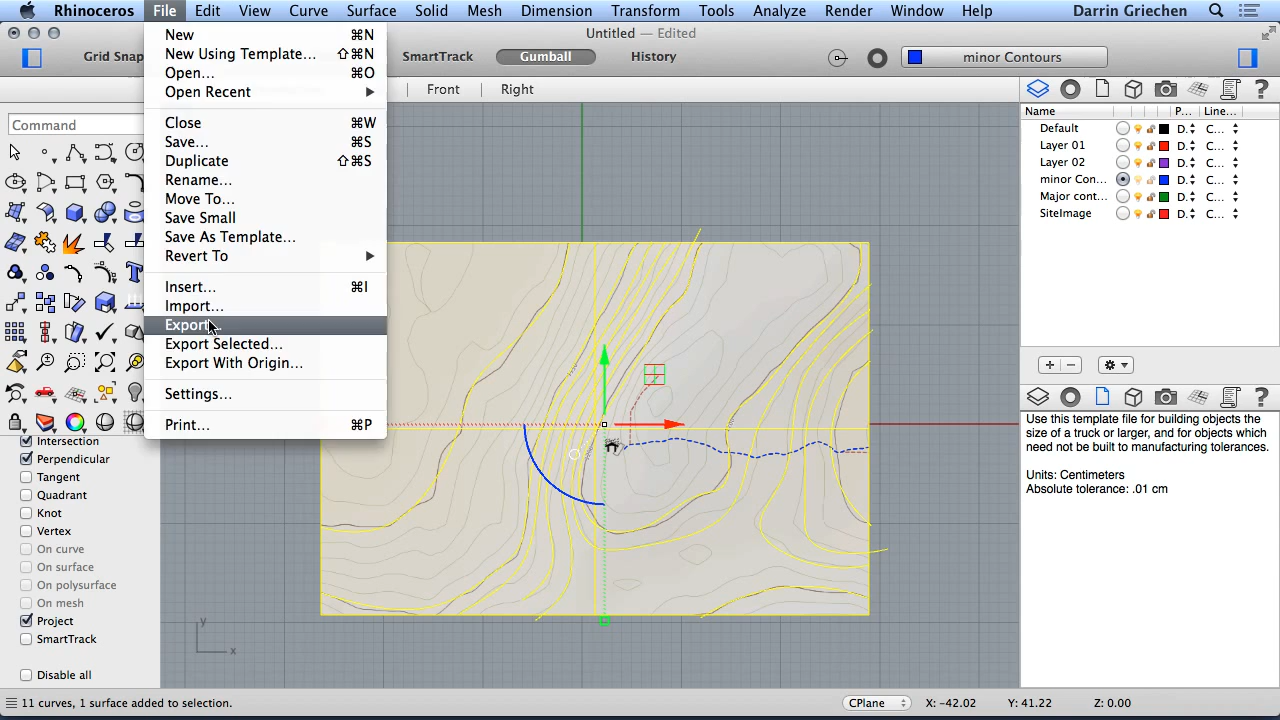 Rhinoceros File Edit View Curve Surface Solid Mesh Dimension Transform Tools Analyze Render Window Help Darrin Griechen
Untitled — Edited
Grid Snap SmartTrack Gumball History minor Contours
Front Right
Command
New ⌘N
New Using Template... ⇧⌘N
Open... ⌘O
Open Recent
Close ⌘W
Save... ⌘S
Duplicate ⇧⌘S
Rename...
Move To...
Save Small
Save As Template...
Revert To
Insert... ⌘I
Import...
Export...
Export Selected...
Export With Origin...
Settings...
Print... ⌘P
Intersection
Perpendicular
Tangent
Quadrant
Knot
Vertex
On curve
On surface
On polysurface
On mesh
Project
SmartTrack
Disable all
y
x
Name P... Line...
Default D. C...
Layer 01 D. C...
Layer 02 D. C...
minor Con... D. C...
Major cont... D. C...
SiteImage D. C...
Use this template file for building objects the
size of a truck or larger, and for objects which
need not be built to manufacturing tolerances.
Units: Centimeters
Absolute tolerance: .01 cm
11 curves, 1 surface added to selection. CPlane X: -42.02 Y: 41.22 Z: 0.00